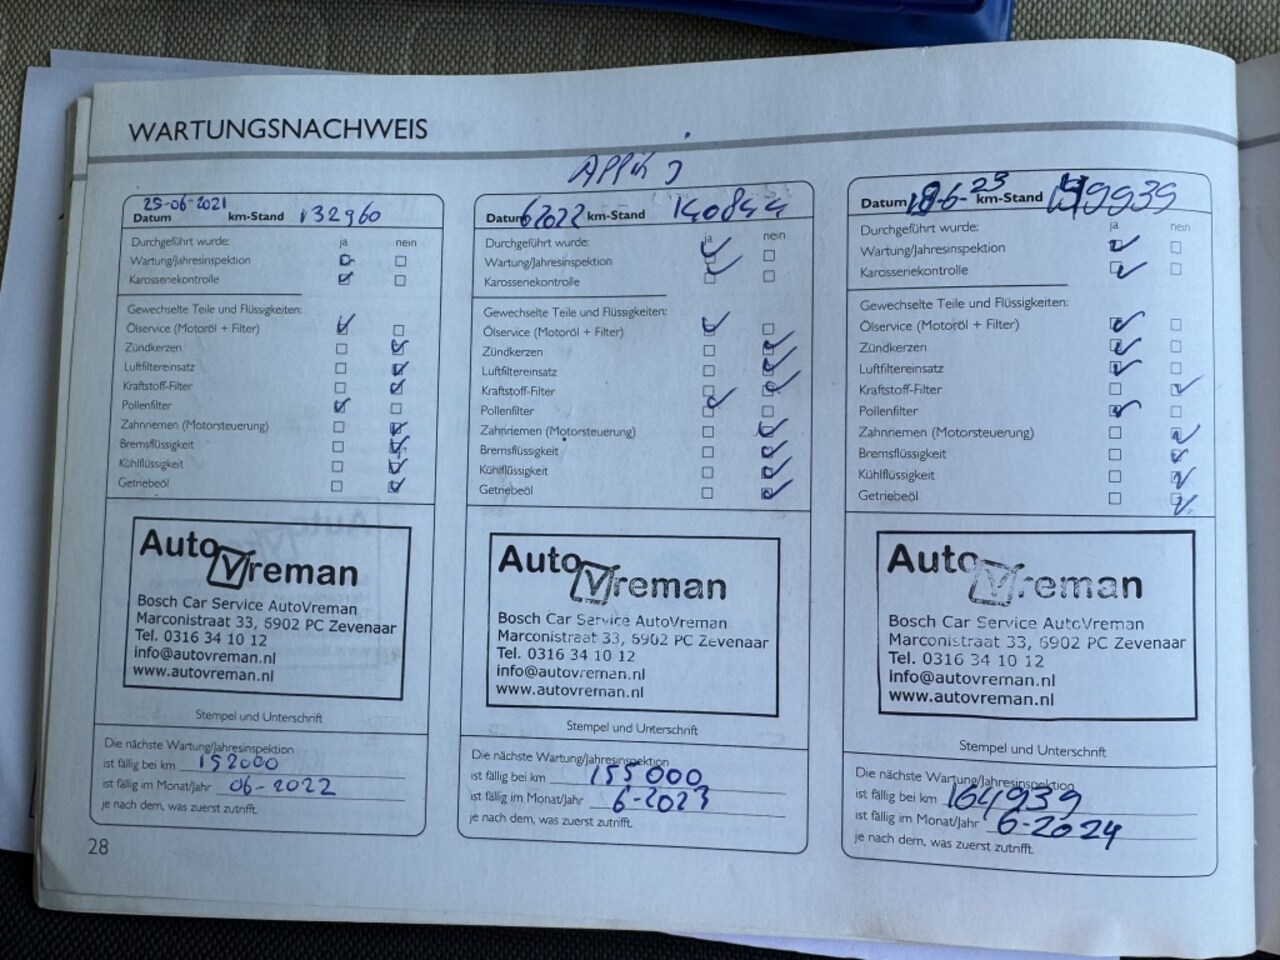 WARTUNGSNACHWEIS
25-06-2021
Datum km-Stand 132960
Durchgeführt wurde: ja nein
Wartung/Jahresinspektion
Karosseriekontrolle
Gewechselte Teile und Flüssigkeiten:
Ölservice (Motoröl + Filter)
Zündkerzen
Luftfiltereinsatz
Kraftstoff-Filter
Pollenfilter
Zahnriemen (Motorsteuerung)
Bremsflüssigkeit
Kühlflüssigkeit
Getriebeöl
Auto Vreman
Bosch Car Service AutoVreman
Marconistraat 33, 6902 PC Zevenaar
Tel. 0316 34 10 12
info@autovreman.nl
www.autovreman.nl
Stempel und Unterschrift
Die nächste Wartung/Jahresinspektion
ist fällig bei km 152000
ist fällig im Monat/Jahr 06-2022
je nach dem, was zuerst zutrifft.
Datum 6 2022 km-Stand 140844
Durchgeführt wurde: ja nein
Wartung/Jahresinspektion
Karosseriekontrolle
Gewechselte Teile und Flüssigkeiten:
Ölservice (Motoröl + Filter)
Zündkerzen
Luftfiltereinsatz
Kraftstoff-Filter
Pollenfilter
Zahnriemen (Motorsteuerung)
Bremsflüssigkeit
Kühlflüssigkeit
Getriebeöl
Auto Vreman
Bosch Car Service AutoVreman
Marconistraat 33, 6902 PC Zevenaar
Tel. 0316 34 10 12
info@autovreman.nl
www.autovreman.nl
Stempel und Unterschrift
Die nächste Wartung/Jahresinspektion
ist fällig bei km 155000
ist fällig im Monat/Jahr 6-2023
je nach dem, was zuerst zutrifft.
Datum 18-6-23 km-Stand 149939
Durchgeführt wurde: ja nein
Wartung/Jahresinspektion
Karosseriekontrolle
Gewechselte Teile und Flüssigkeiten:
Ölservice (Motoröl + Filter)
Zündkerzen
Luftfiltereinsatz
Kraftstoff-Filter
Pollenfilter
Zahnriemen (Motorsteuerung)
Bremsflüssigkeit
Kühlflüssigkeit
Getriebeöl
Auto Vreman
Bosch Car Service AutoVreman
Marconistraat 33, 6902 PC Zevenaar
Tel. 0316 34 10 12
info@autovreman.nl
www.autovreman.nl
Stempel und Unterschrift
Die nächste Wartung/Jahresinspektion
ist fällig bei km 164939
ist fällig im Monat/Jahr 6-2024
je nach dem, was zuerst zutrifft.
28